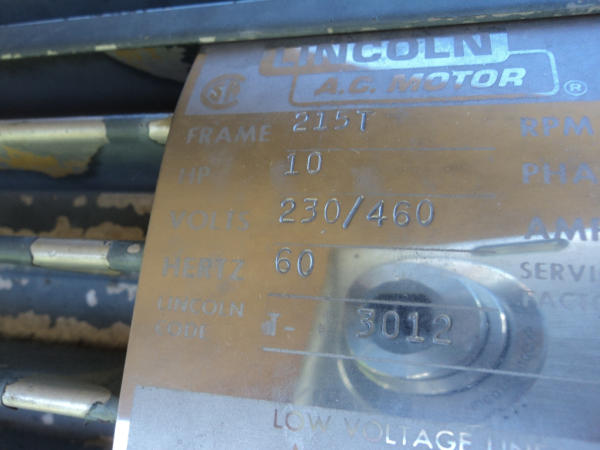 LINCOLN
A.C. MOTOR ®
FRAME 215T RPM
HP 10 PHA
VOLTS 230/460 AMP
HERTZ 60 SERVI
FACTO
LINCOLN
CODE J- 3012
LOW VOLTAGE LINE